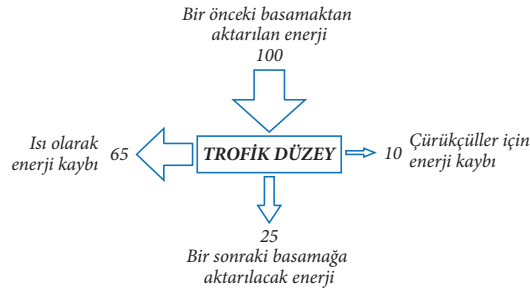 Bir önceki basamaktan
aktarılan enerji
100
Isı olarak
enerji kaybı
65
TROFİK DÜZEY
10
Çürükçüller için
enerji kaybı
25
Bir sonraki basamağa
aktarılacak enerji